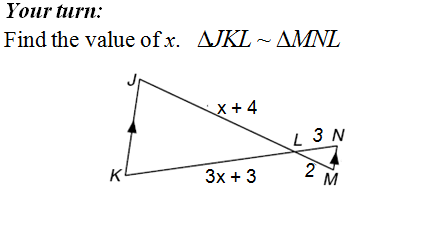 Your turn:
Find the value of x. ΔJKL ~ ΔMNL
J
x + 4
L 3 N
K
3x + 3
2 M